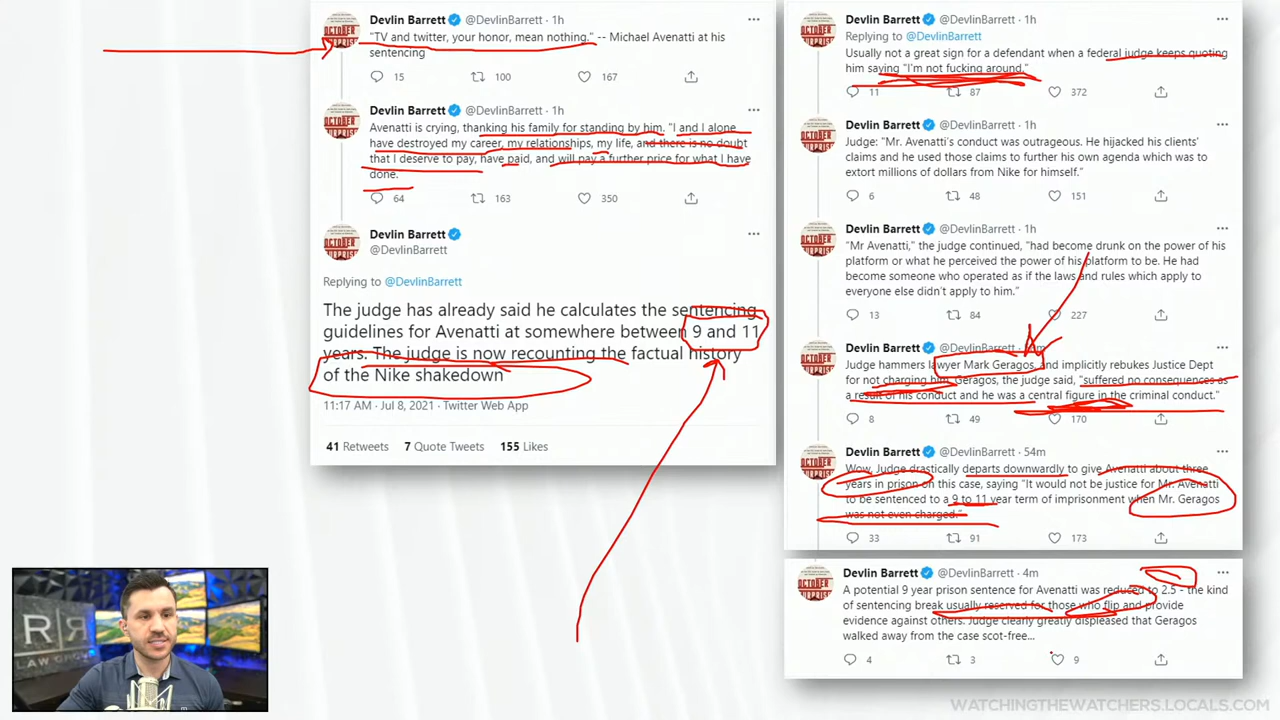 Devlin Barrett @DevlinBarrett · 1h
"TV and twitter, your honor, mean nothing." -- Michael Avenatti at his
sentencing
15 100 167
Devlin Barrett @DevlinBarrett · 1h
Avenatti is crying, thanking his family for standing by him. "I and I alone
have destroyed my career, my relationships, my life, and there is no doubt
that I deserve to pay, have paid, and will pay a further price for what I have
done.
64 163 350
Devlin Barrett
@DevlinBarrett
Replying to @DevlinBarrett
The judge has already said he calculates the sentencing
guidelines for Avenatti at somewhere between 9 and 11
years. The judge is now recounting the factual history
of the Nike shakedown
11:17 AM · Jul 8, 2021 · Twitter Web App
41 Retweets 7 Quote Tweets 155 Likes
Devlin Barrett @DevlinBarrett · 1h
Replying to @DevlinBarrett
Usually not a great sign for a defendant when a federal judge keeps quoting
him saying "I'm not fucking around."
11 87 372
Devlin Barrett @DevlinBarrett · 1h
Judge: "Mr. Avenatti's conduct was outrageous. He hijacked his clients'
claims and he used those claims to further his own agenda which was to
extort millions of dollars from Nike for himself."
6 48 151
Devlin Barrett @DevlinBarrett · 1h
"Mr Avenatti," the judge continued, "had become drunk on the power of his
platform or what he perceived the power of his platform to be. He had
become someone who operated as if the laws and rules which apply to
everyone else didn't apply to him."
13 84 227
Devlin Barrett @DevlinBarrett
Judge hammers lawyer Mark Geragos, and implicitly rebukes Justice Dept
for not charging him. Geragos, the judge said, "suffered no consequences as
a result of his conduct and he was a central figure in the criminal conduct."
8 49 170
Devlin Barrett @DevlinBarrett · 54m
Wow, Judge drastically departs downwardly to give Avenatti about three
years in prison on this case, saying "It would not be justice for Mr. Avenatti
to be sentenced to a 9 to 11 year term of imprisonment when Mr. Geragos
was not even charged."
33 91 173
Devlin Barrett @DevlinBarrett · 4m
A potential 9 year prison sentence for Avenatti was reduced to 2.5 - the kind
of sentencing break usually reserved for those who flip and provide
evidence against others. Judge clearly greatly displeased that Geragos
walked away from the case scot-free...
4 3 9
R R
LAW GROUP
WATCHINGTHEWATCHERS.LOCALS.COM